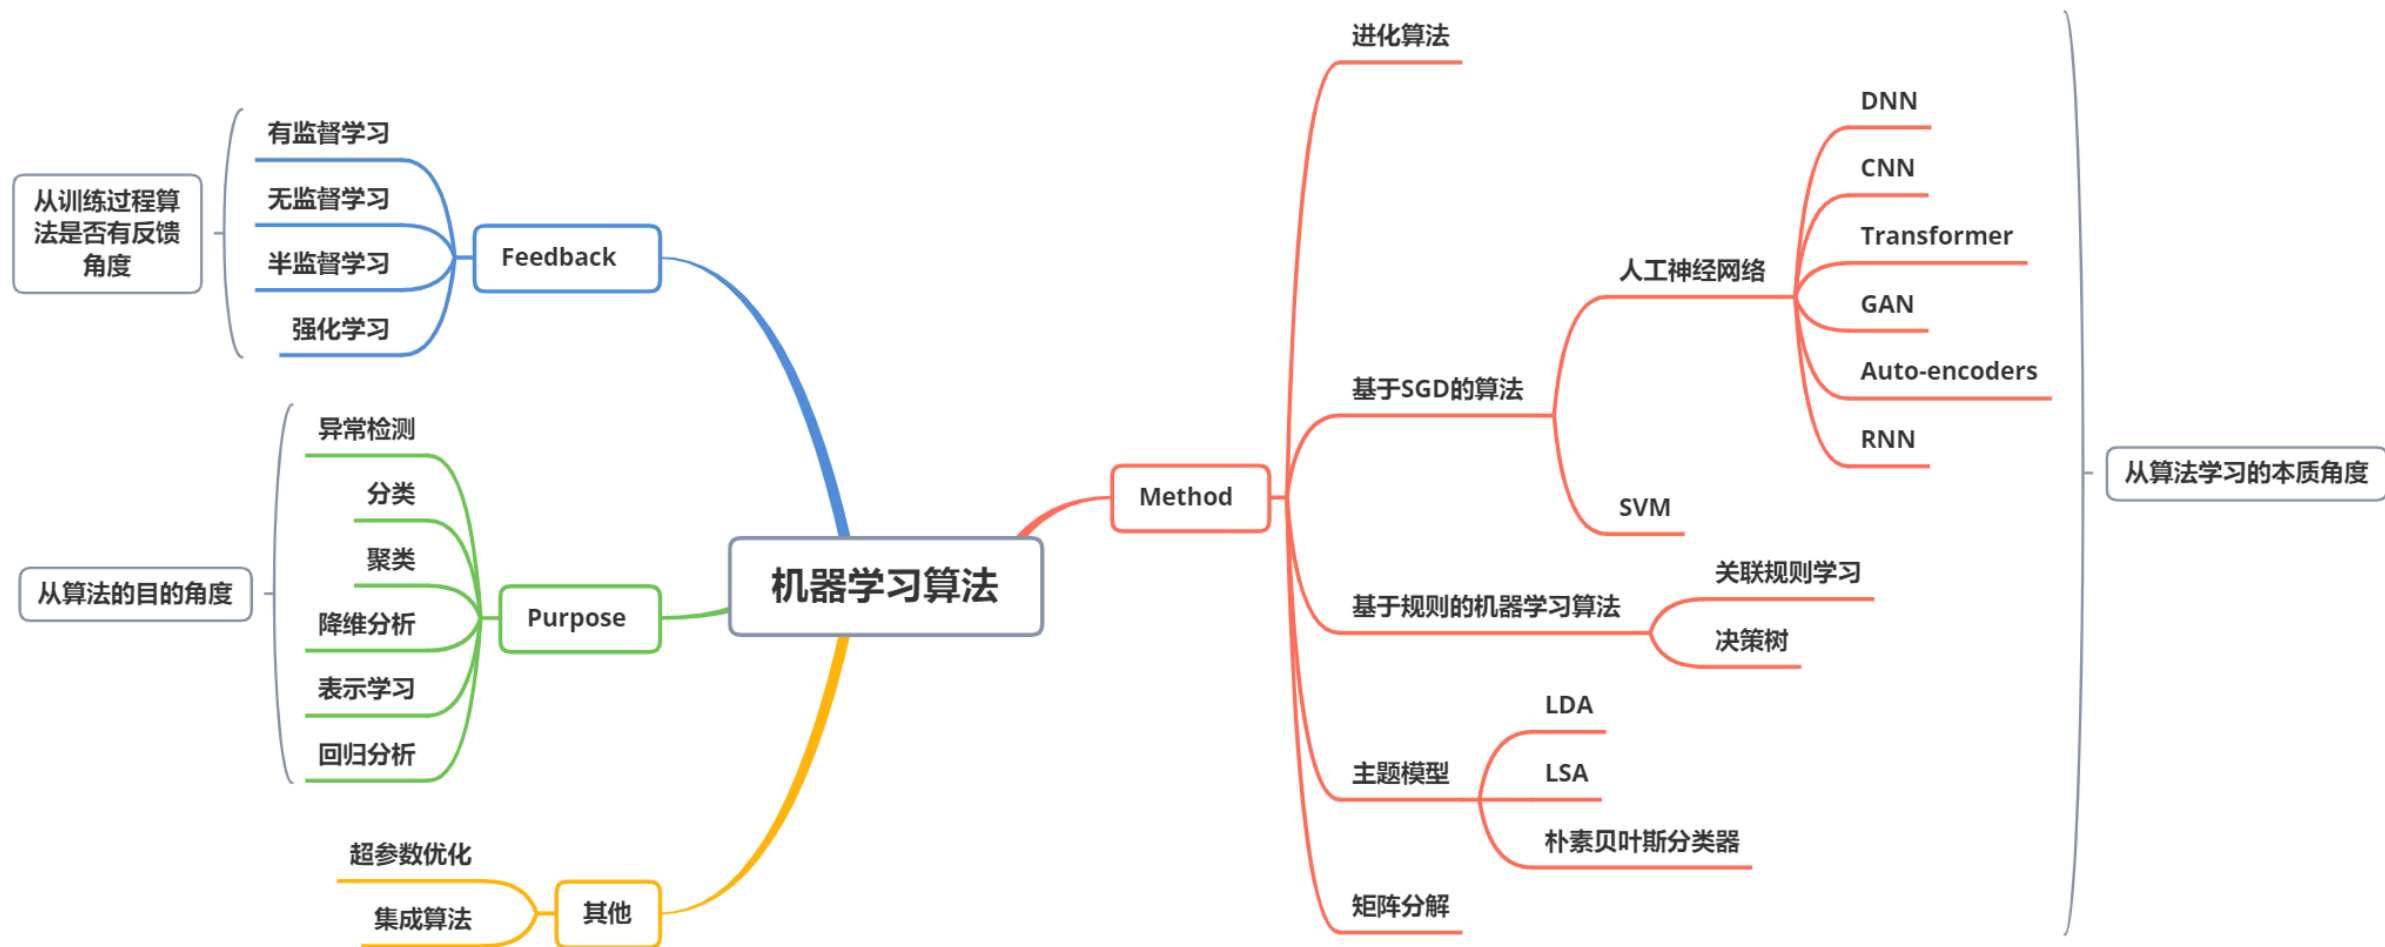 机器学习算法
Feedback
有监督学习
无监督学习
半监督学习
强化学习
从训练过程算
法是否有反馈
角度
Purpose
异常检测
分类
聚类
降维分析
表示学习
回归分析
从算法的目的角度
其他
超参数优化
集成算法
Method
进化算法
基于SGD的算法
人工神经网络
DNN
CNN
Transformer
GAN
Auto-encoders
RNN
SVM
基于规则的机器学习算法
关联规则学习
决策树
主题模型
LDA
LSA
朴素贝叶斯分类器
矩阵分解
从算法学习的本质角度